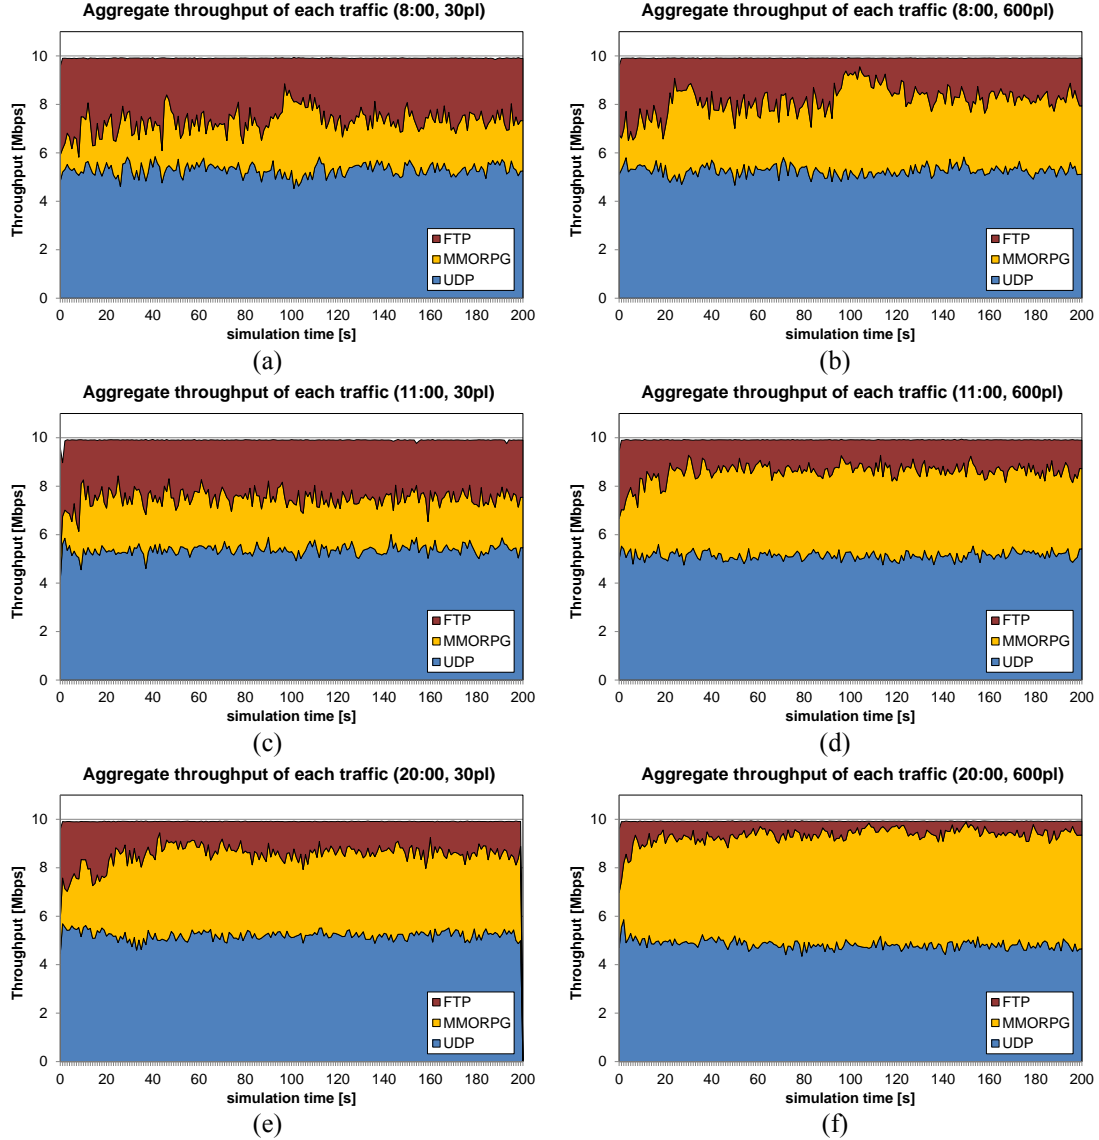 Aggregate throughput of each traffic (8:00, 30pl)
Throughput [Mbps]
10
8
6
4
2
0
FTP
MMORPG
UDP
0 20 40 60 80 100 120 140 160 180 200
simulation time [s]
(a)
Aggregate throughput of each traffic (8:00, 600pl)
Throughput [Mbps]
10
8
6
4
2
0
FTP
MMORPG
UDP
0 20 40 60 80 100 120 140 160 180 200
simulation time [s]
(b)
Aggregate throughput of each traffic (11:00, 30pl)
Throughput [Mbps]
10
8
6
4
2
0
FTP
MMORPG
UDP
0 20 40 60 80 100 120 140 160 180 200
simulation time [s]
(c)
Aggregate throughput of each traffic (11:00, 600pl)
Throughput [Mbps]
10
8
6
4
2
0
FTP
MMORPG
UDP
0 20 40 60 80 100 120 140 160 180 200
simulation time [s]
(d)
Aggregate throughput of each traffic (20:00, 30pl)
Throughput [Mbps]
10
8
6
4
2
0
FTP
MMORPG
UDP
0 20 40 60 80 100 120 140 160 180 200
simulation time [s]
(e)
Aggregate throughput of each traffic (20:00, 600pl)
Throughput [Mbps]
10
8
6
4
2
0
FTP
MMORPG
UDP
0 20 40 60 80 100 120 140 160 180 200
simulation time [s]
(f)